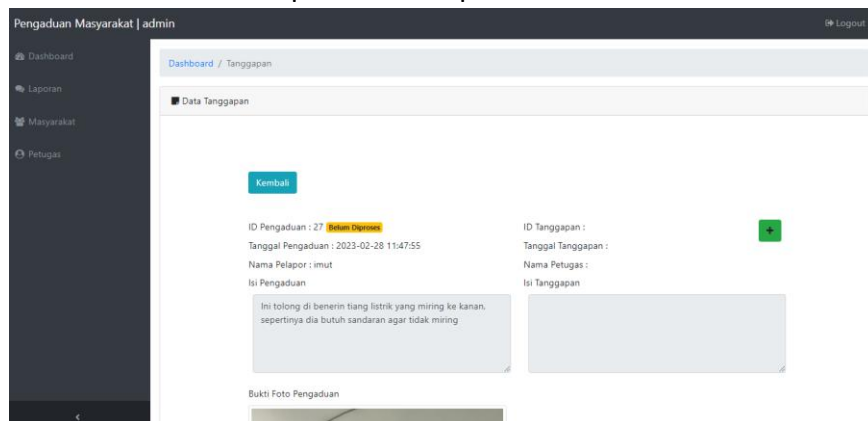 Pengaduan Masyarakat | admin
Logout
Dashboard
Laporan
Masyarakat
Petugas
Dashboard / Tanggapan
Data Tanggapan
Kembali
ID Pengaduan : 27 Belum Diproses
Tanggal Pengaduan : 2023-02-28 11:47:55
Nama Pelapor : imut
Isi Pengaduan
Ini tolong di benerin tiang listrik yang miring ke kanan.
sepertinya dia butuh sandaran agar tidak miring
Bukti Foto Pengaduan
ID Tanggapan :
Tanggal Tanggapan :
Nama Petugas :
Isi Tanggapan